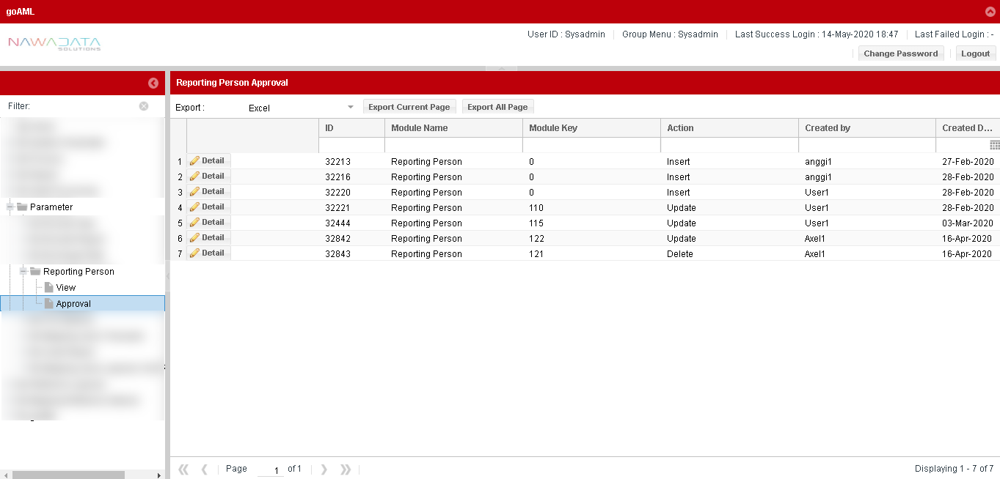 goAML
NAWADATA
SOLUTIONS
User ID : Sysadmin
Group Menu : Sysadmin
Last Success Login : 14-May-2020 18:47
Last Failed Login : -
Change Password
Logout
Filter:
Parameter
Reporting Person
View
Approval
Reporting Person Approval
Export :
Excel
Export Current Page
Export All Page
ID Module Name Module Key Action Created by Created D...
1 Detail 32213 Reporting Person 0 Insert anggi1 27-Feb-2020
2 Detail 32216 Reporting Person 0 Insert anggi1 28-Feb-2020
3 Detail 32220 Reporting Person 0 Insert User1 28-Feb-2020
4 Detail 32221 Reporting Person 110 Update User1 28-Feb-2020
5 Detail 32444 Reporting Person 115 Update User1 03-Mar-2020
6 Detail 32842 Reporting Person 122 Update Axel1 16-Apr-2020
7 Detail 32843 Reporting Person 121 Delete Axel1 16-Apr-2020
Page 1 of 1
Displaying 1 - 7 of 7